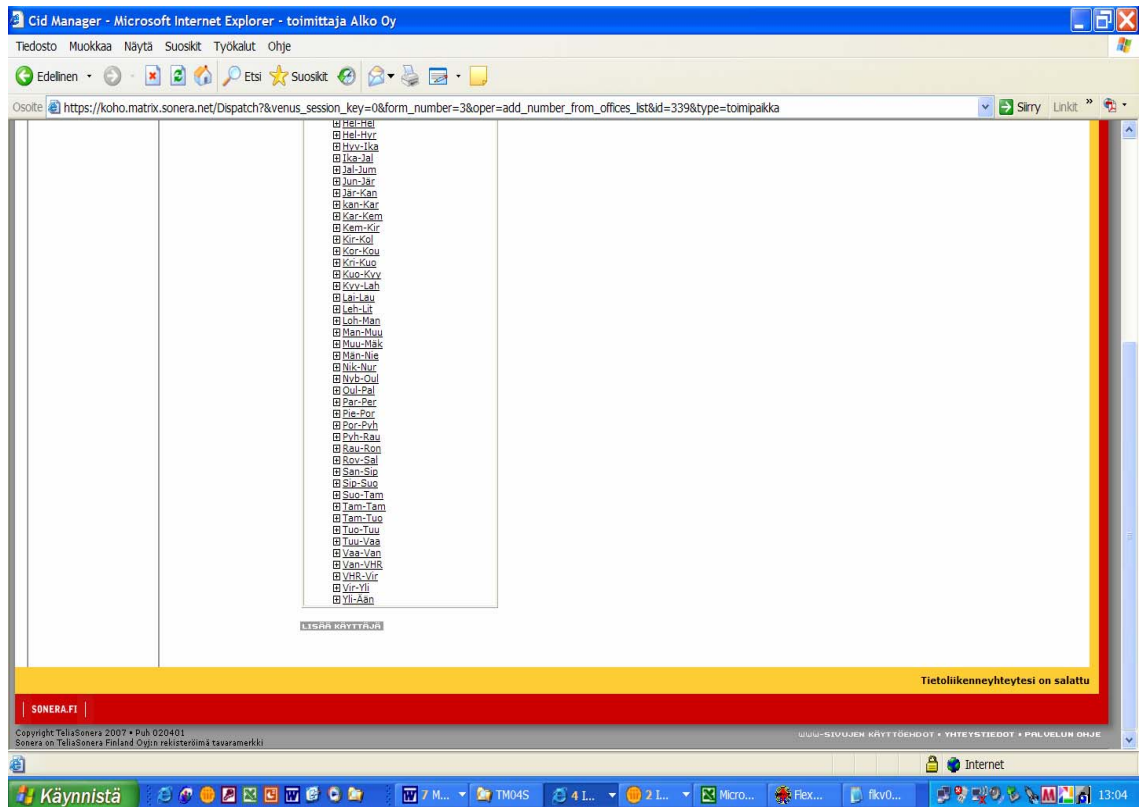 Cid Manager - Microsoft Internet Explorer - toimittaja Alko Oy
Tiedosto Muokkaa Näytä Suosikit Työkalut Ohje
Edellinen Etsi Suosikit
Osoite https://koho.matrix.sonera.net/Dispatch?&venus_session_key=0&form_number=3&oper=add_number_from_offices_list&id=339&type=toimipaikka Siirry Linkit »
Hel-Hel
Hel-Hyr
Hyv-Ika
Ika-Jal
Jal-Jum
Jun-Jär
Jär-Kan
kan-Kar
Kar-Kem
Kem-Kir
Kir-Kol
Kor-Kou
Kri-Kuo
Kuo-Kyy
Kyy-Lah
Lai-Lau
Leh-Lit
Loh-Man
Man-Muu
Muu-Mäk
Män-Nie
Nik-Nur
Nyb-Oul
Oul-Pal
Par-Per
Pie-Por
Por-Pyh
Pyh-Rau
Rau-Ron
Rov-Sal
San-Sip
Sip-Suo
Suo-Tam
Tam-Tam
Tam-Tuo
Tuo-Tuu
Tuu-Vaa
Vaa-Van
Van-VHR
VHR-Vir
Vir-Yli
Yli-Ään
LISÄÄ KÄYTTÄJÄ
Tietoliikenneyhteytesi on salattu
| SONERA.FI |
Copyright TeliaSonera 2007 • Puh 020401
Sonera on TeliaSonera Finland Oyj:n rekisteröimä tavaramerkki
WWW-SIVUJEN KÄYTTÖEHDOT • YHTEYSTIEDOT • PALVELUN OHJE
Internet
Käynnistä 7 M... TM04S 4 I... 2 I... Micro... Flex... fikv0... 13:04